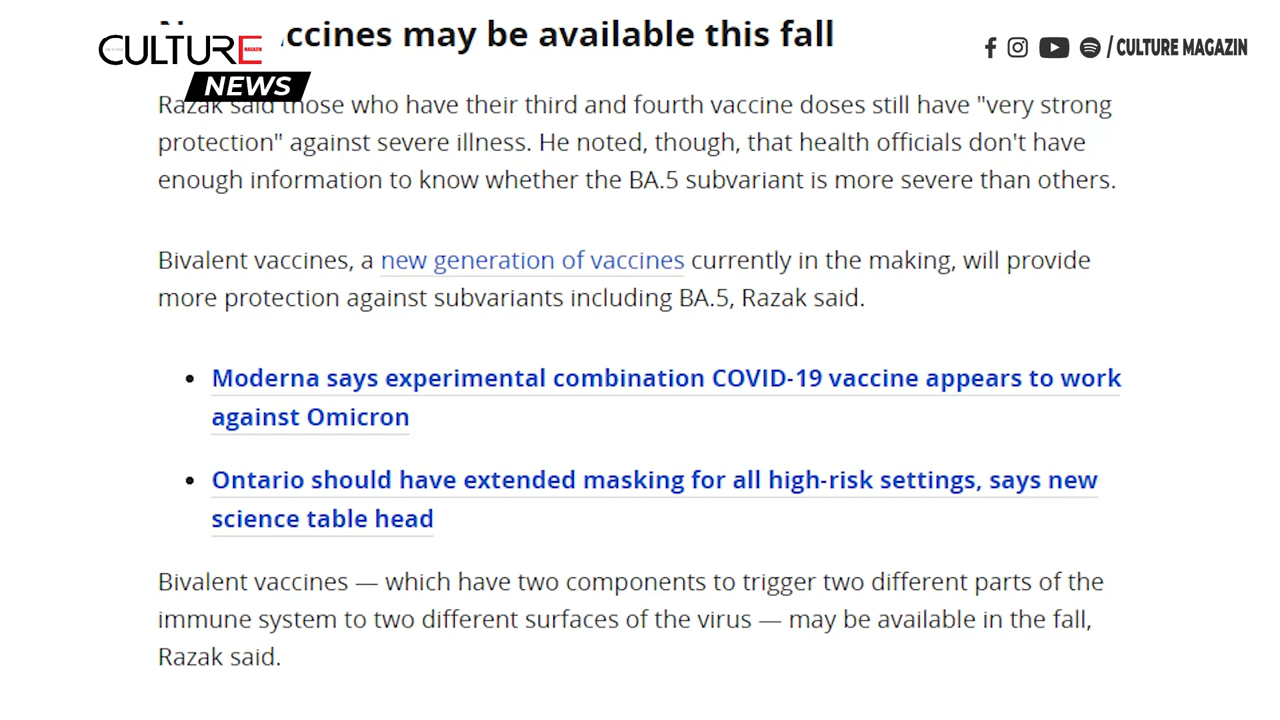 ccines may be available this fall
CULTURE
MAGAZIN
NEWS
/ CULTURE MAGAZIN
Razak said those who have their third and fourth vaccine doses still have "very strong
protection" against severe illness. He noted, though, that health officials don't have
enough information to know whether the BA.5 subvariant is more severe than others.
Bivalent vaccines, a new generation of vaccines currently in the making, will provide
more protection against subvariants including BA.5, Razak said.
• Moderna says experimental combination COVID-19 vaccine appears to work
against Omicron
• Ontario should have extended masking for all high-risk settings, says new
science table head
Bivalent vaccines — which have two components to trigger two different parts of the
immune system to two different surfaces of the virus — may be available in the fall,
Razak said.